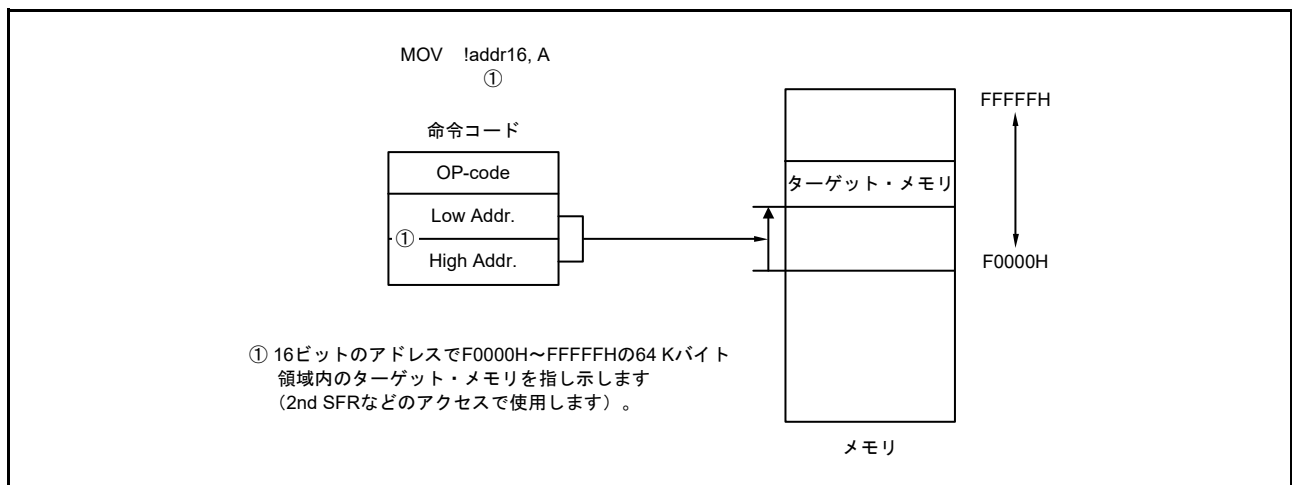 MOV !addr16, A
①
命令コード
OP-code
Low Addr.
①
High Addr.
ターゲット・メモリ
FFFFFH
F0000H
メモリ
① 16ビットのアドレスでF0000H～FFFFFHの64 Kバイト
領域内のターゲット・メモリを指し示します
（2nd SFRなどのアクセスで使用します）。